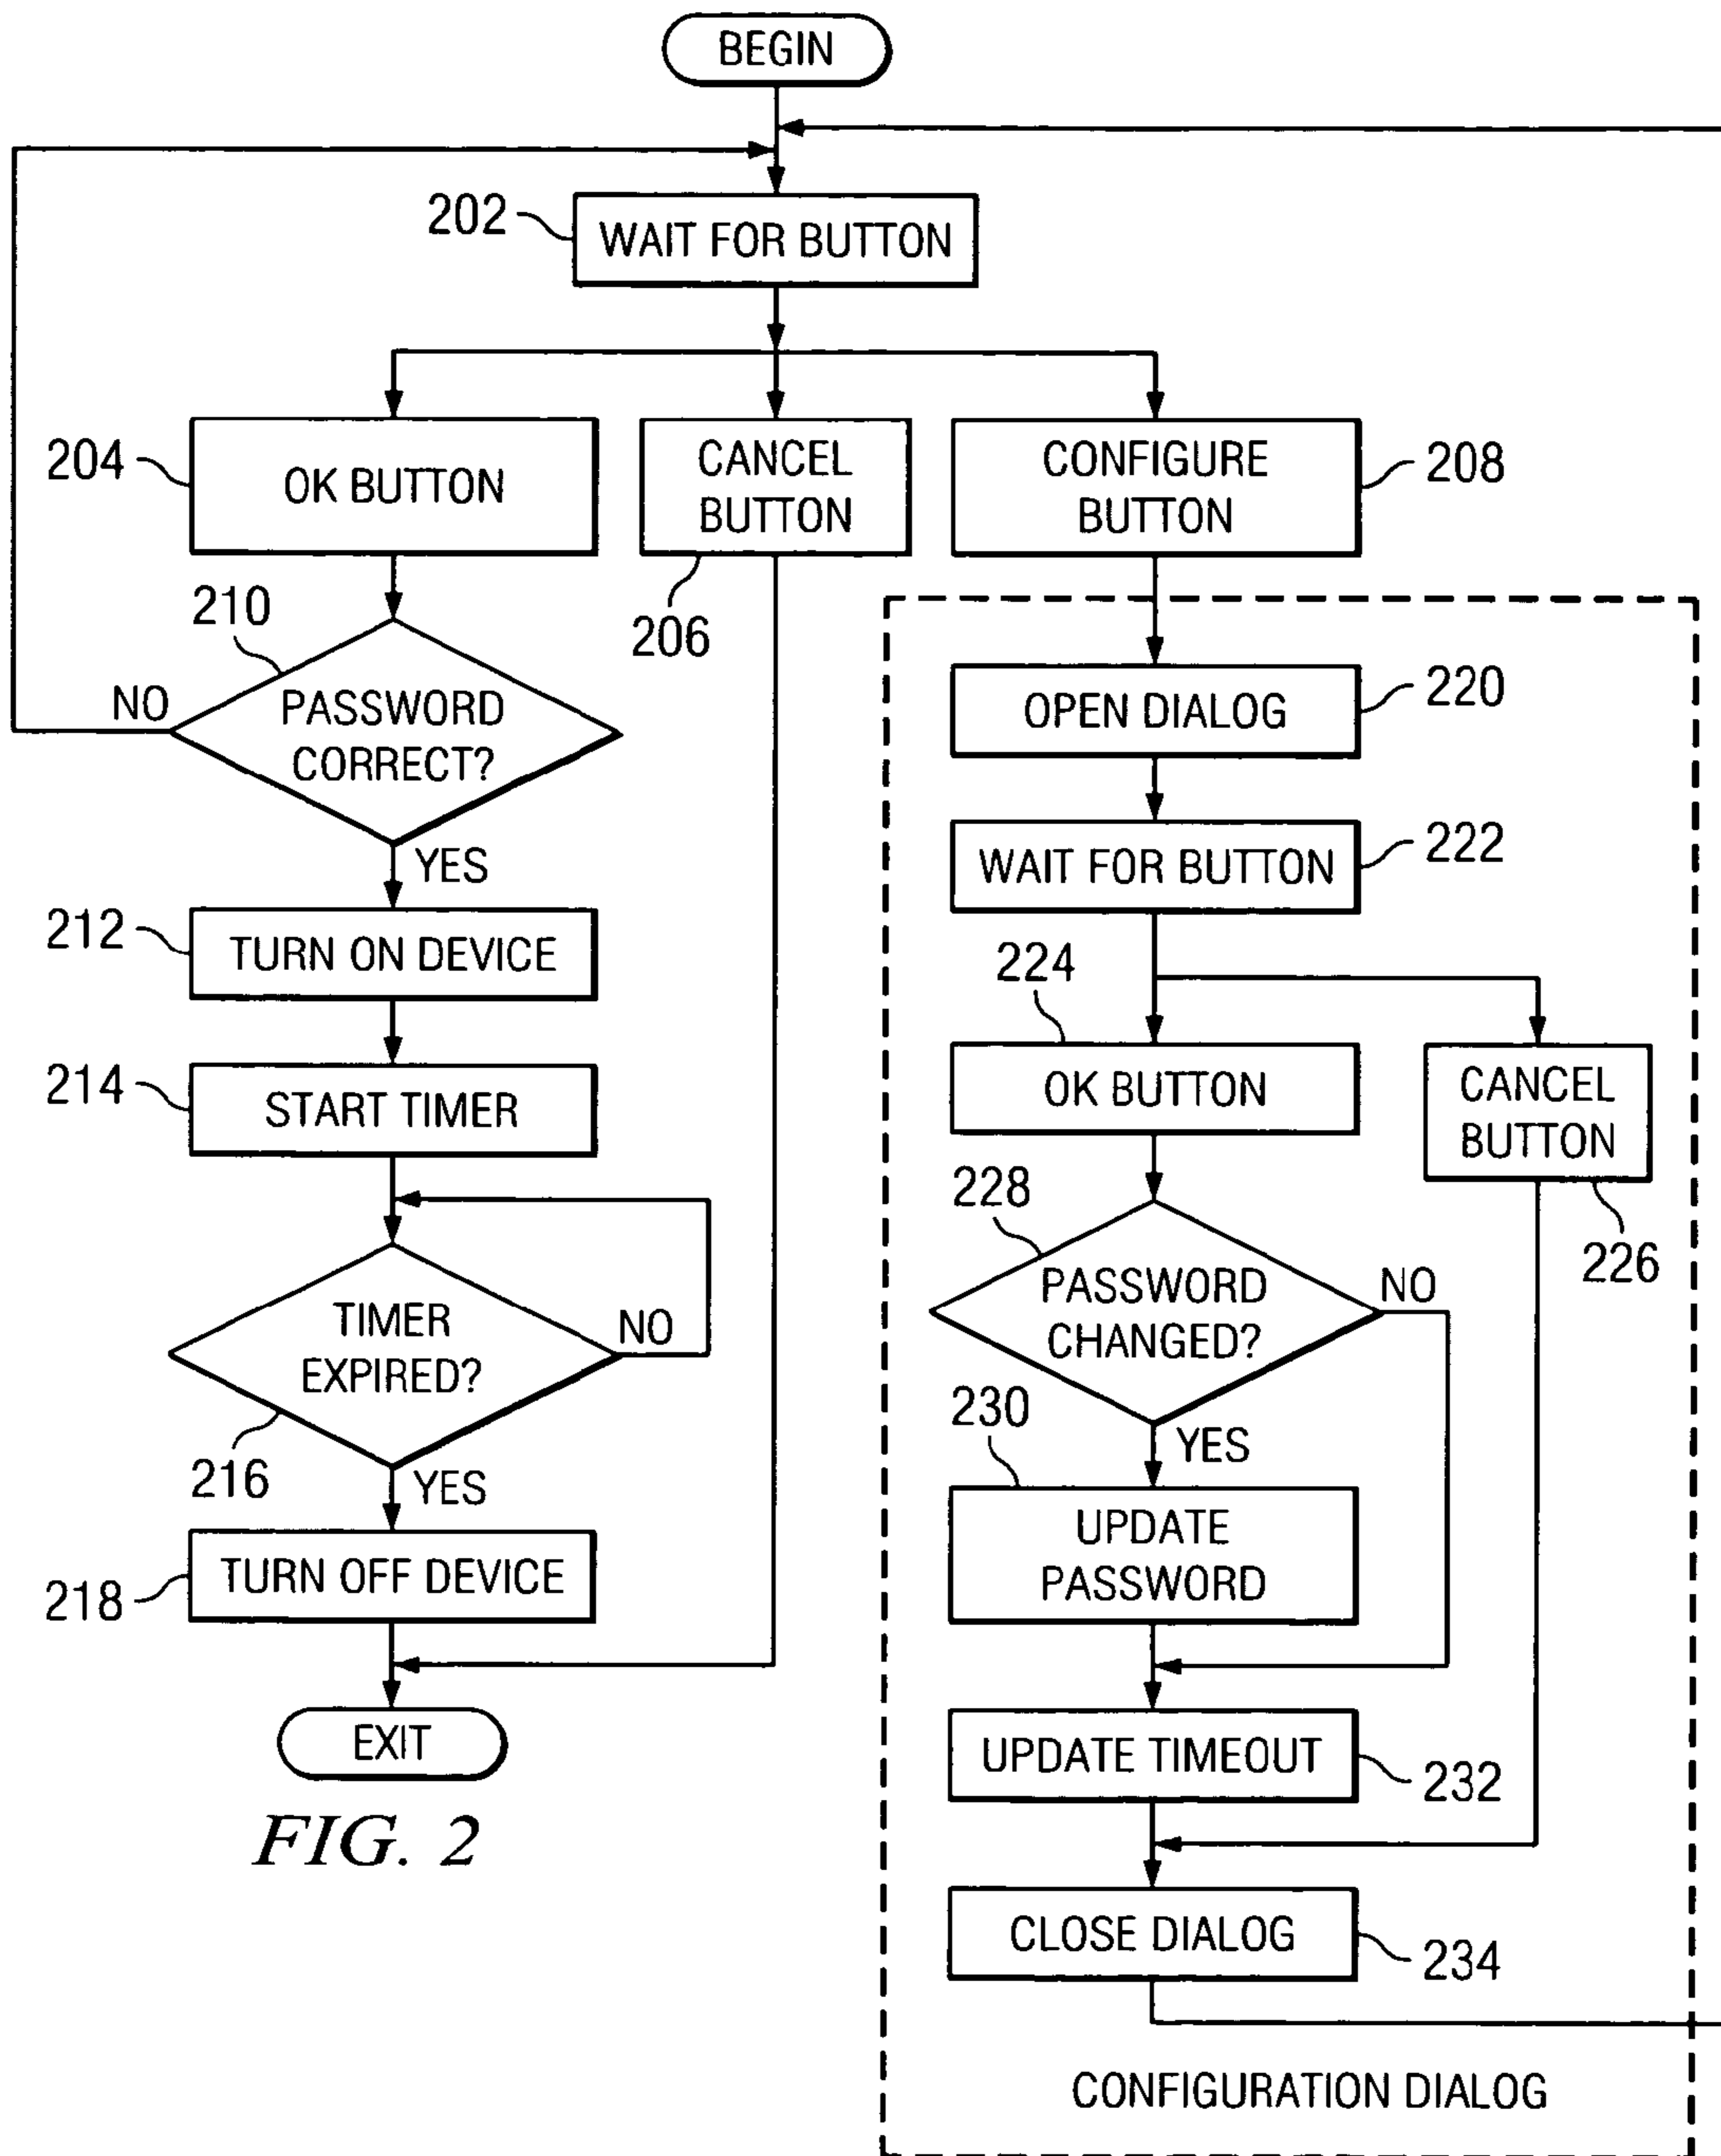 BEGIN
202
WAIT FOR BUTTON
204
OK BUTTON
CANCEL
BUTTON
206
CONFIGURE
BUTTON
208
210
PASSWORD
CORRECT?
NO
YES
212
TURN ON DEVICE
214
START TIMER
TIMER
EXPIRED?
NO
216
YES
218
TURN OFF DEVICE
EXIT
FIG. 2
OPEN DIALOG
220
WAIT FOR BUTTON
222
224
OK BUTTON
CANCEL
BUTTON
226
228
PASSWORD
CHANGED?
NO
YES
230
UPDATE
PASSWORD
UPDATE TIMEOUT
232
CLOSE DIALOG
234
CONFIGURATION DIALOG